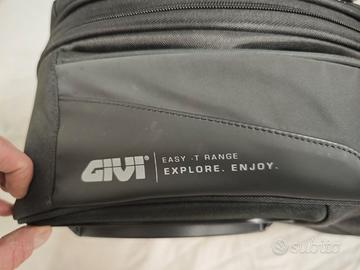 GIVI®
EASY-T RANGE
EXPLORE. ENJOY.
subito